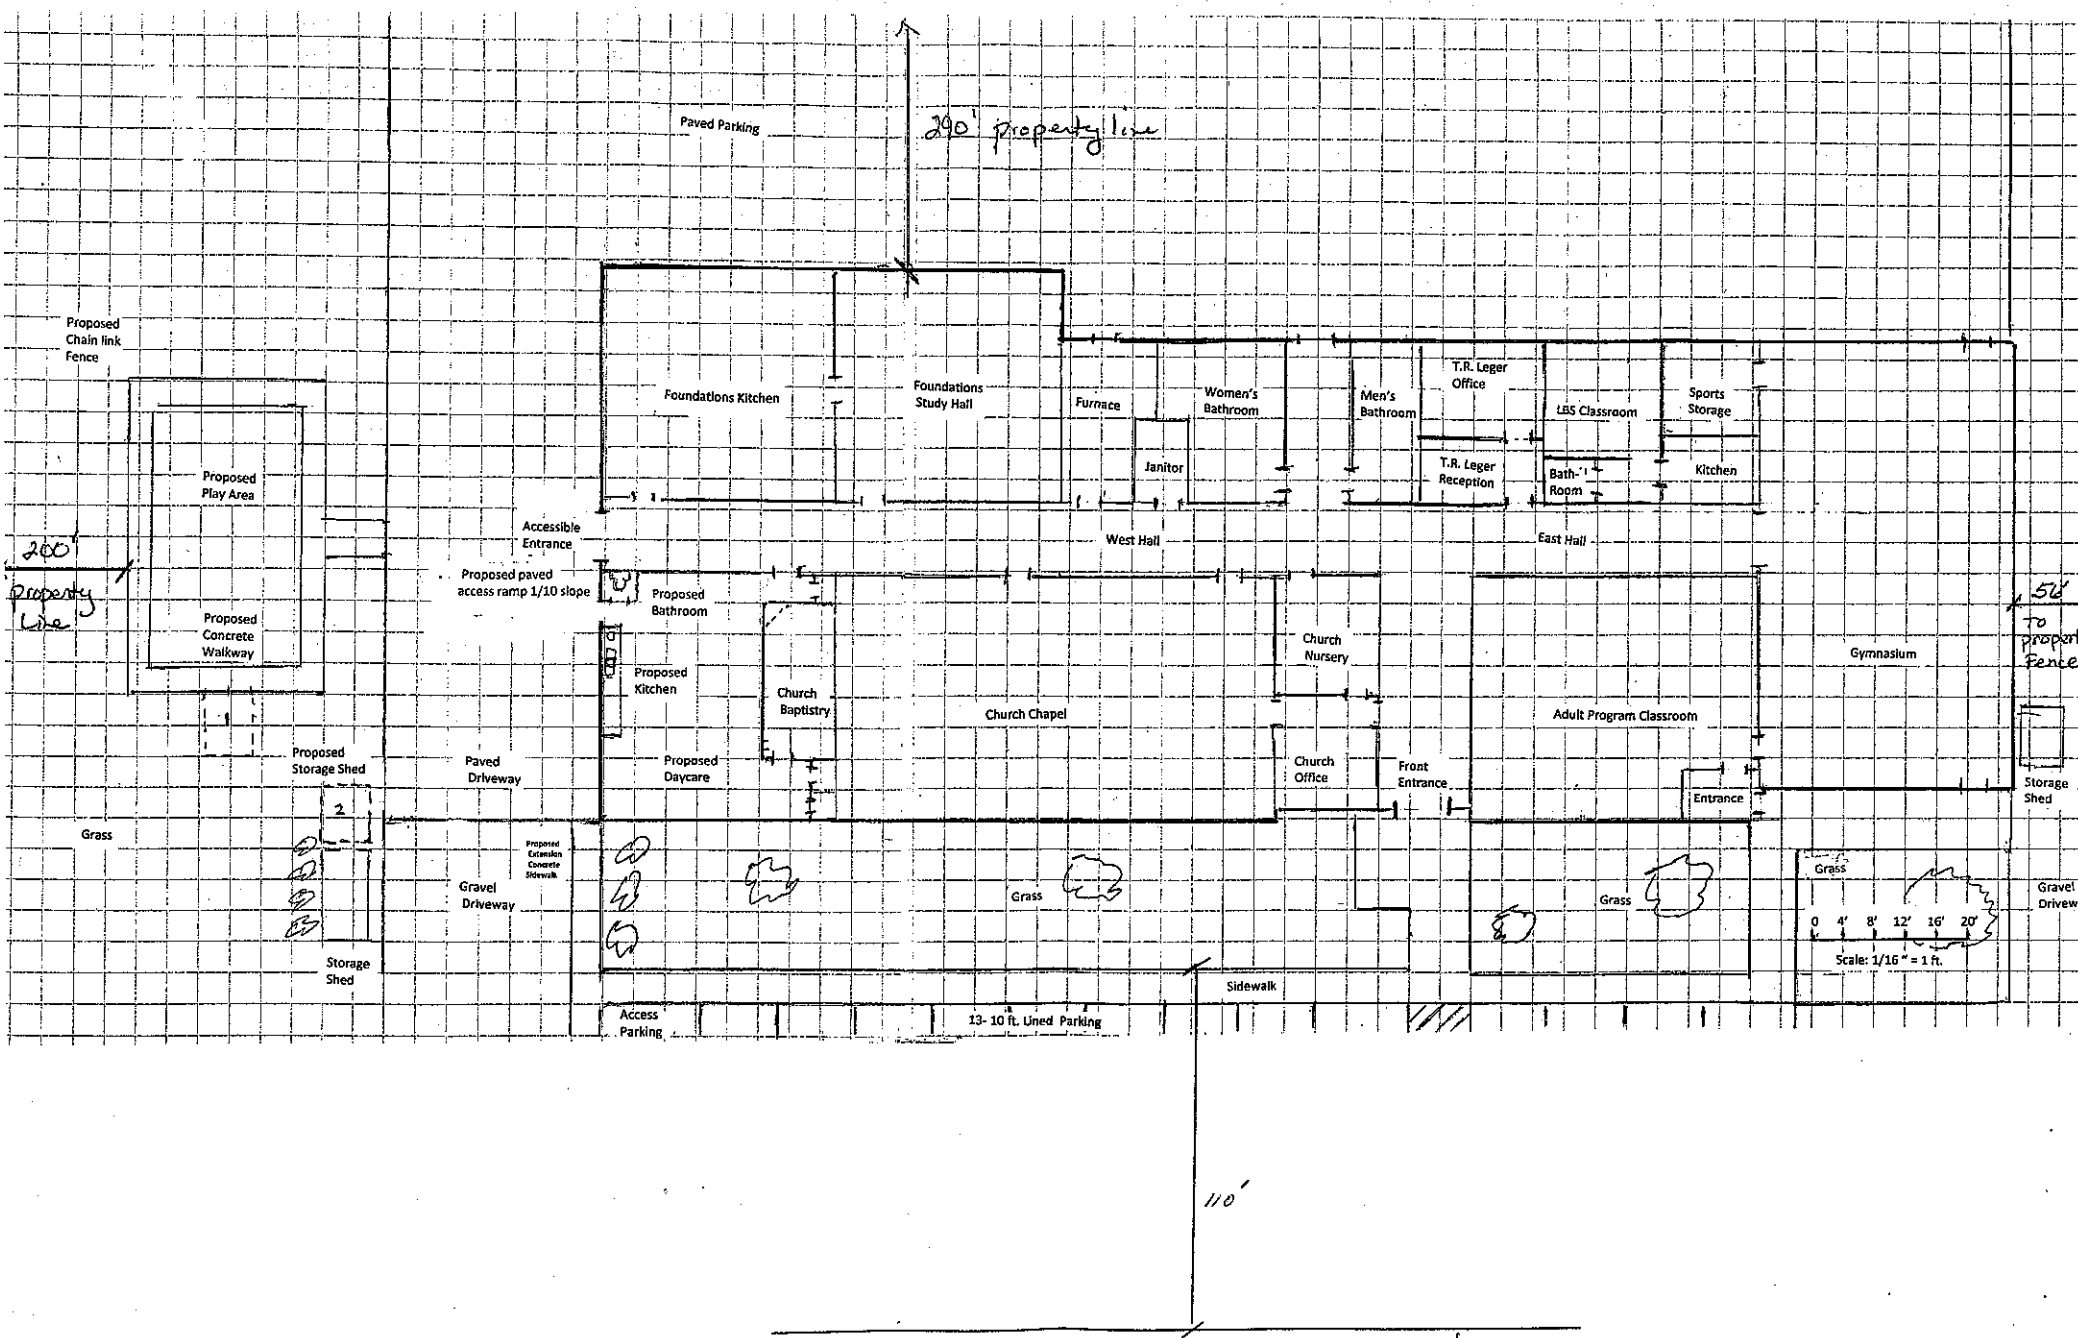 Paved Parking
290' property line
Proposed
Chain link
Fence
Foundations Kitchen
Foundations
Study Hall
Furnace
Women's
Bathroom
Men's
Bathroom
T.R. Leger
Office
LBS Classroom
Sports
Storage
Janitor
T.R. Leger
Reception
Bath-
Room
Kitchen
Proposed
Play Area
Accessible
Entrance
West Hall
East Hall
200'
property
Line
Proposed paved
access ramp 1/10 slope
Proposed
Bathroom
56'
to
Fence
Proposed
Concrete
Walkway
Church
Nursery
Gymnasium
Proposed
Kitchen
Church
Baptistry
Church Chapel
Adult Program Classroom
1
Proposed
Storage Shed
Paved
Driveway
Proposed
Daycare
Church
Office
Front
Entrance
Entrance
Storage
Shed
2
Grass
Proposed
Extension
Concrete
Sidewalk
Gravel
Driveway
Grass
Grass
Grass
Gravel
Drivew
0 4' 8' 12' 16' 20'
Scale: 1/16 " = 1 ft.
Storage
Shed
Sidewalk
Access
Parking
13- 10 ft. Lined Parking
110'